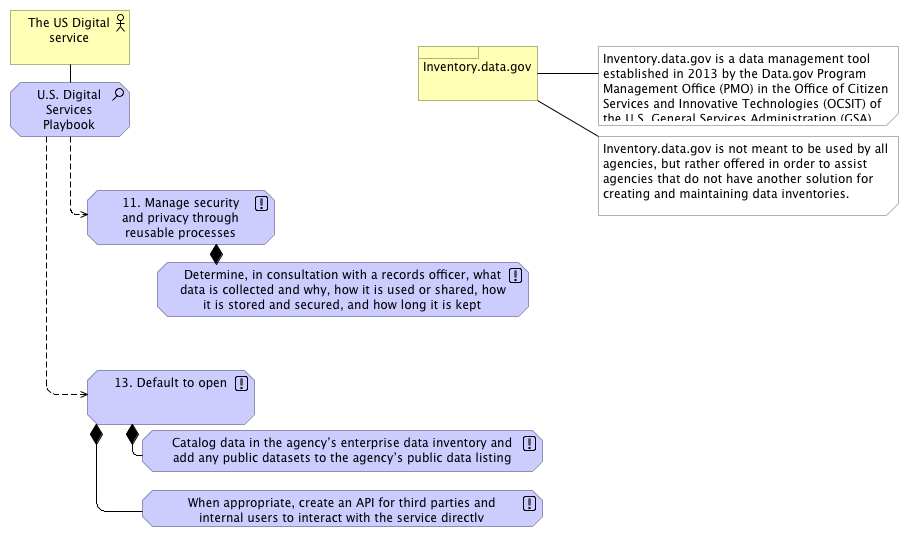 The US Digital
service
U.S. Digital
Services
Playbook
11. Manage security
and privacy through
reusable processes
Determine, in consultation with a records officer, what
data is collected and why, how it is used or shared, how
it is stored and secured, and how long it is kept
13. Default to open
Catalog data in the agency's enterprise data inventory and
add any public datasets to the agency's public data listing
When appropriate, create an API for third parties and
internal users to interact with the service directly
Inventory.data.gov
Inventory.data.gov is a data management tool
established in 2013 by the Data.gov Program
Management Office (PMO) in the Office of Citizen
Services and Innovative Technologies (OCSIT) of
the U.S. General Services Administration (GSA)
Inventory.data.gov is not meant to be used by all
agencies, but rather offered in order to assist
agencies that do not have another solution for
creating and maintaining data inventories.